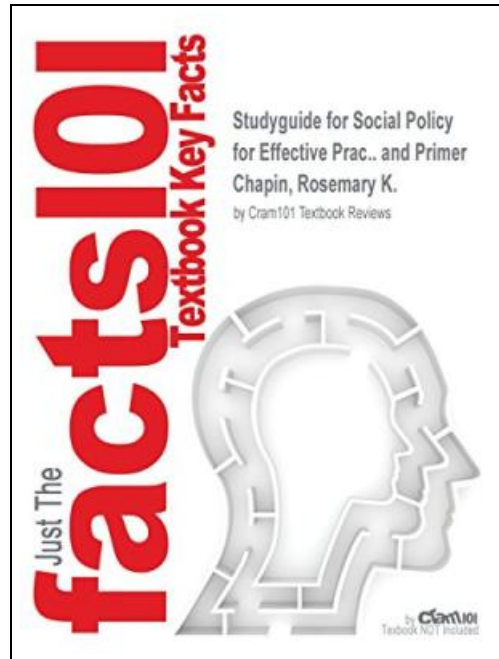 Just The
facts101
Textbook Key Facts
Studyguide for Social Policy
for Effective Prac.. and Primer
Chapin, Rosemary K.
by Cram101 Textbook Reviews
by Cram101
Textbook NOT Included